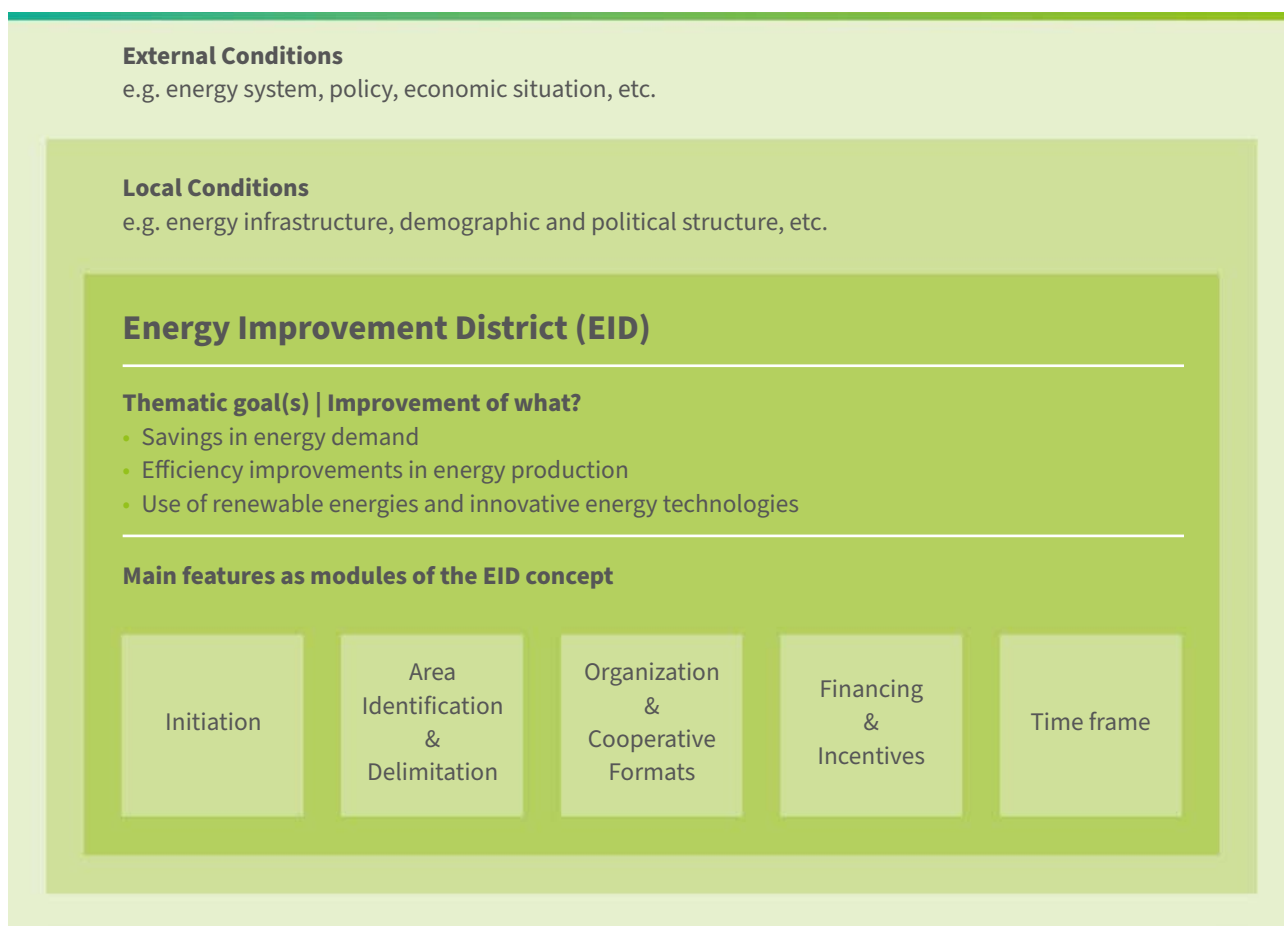 External Conditions
e.g. energy system, policy, economic situation, etc.
Local Conditions
e.g. energy infrastructure, demographic and political structure, etc.
Energy Improvement District (EID)
Thematic goal(s) | Improvement of what?
• Savings in energy demand
• Efficiency improvements in energy production
• Use of renewable energies and innovative energy technologies
Main features as modules of the EID concept
Initiation
Area
Identification
&
Delimitation
Organization
&
Cooperative
Formats
Financing
&
Incentives
Time frame